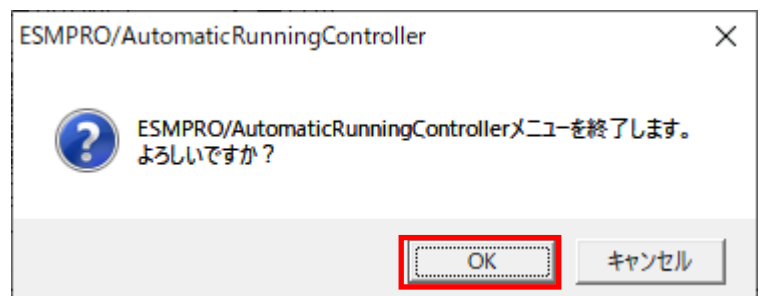 ESMPRO/AutomaticRunningController
ESMPRO/AutomaticRunningControllerメニューを終了します。
よろしいですか？
OK
キャンセル